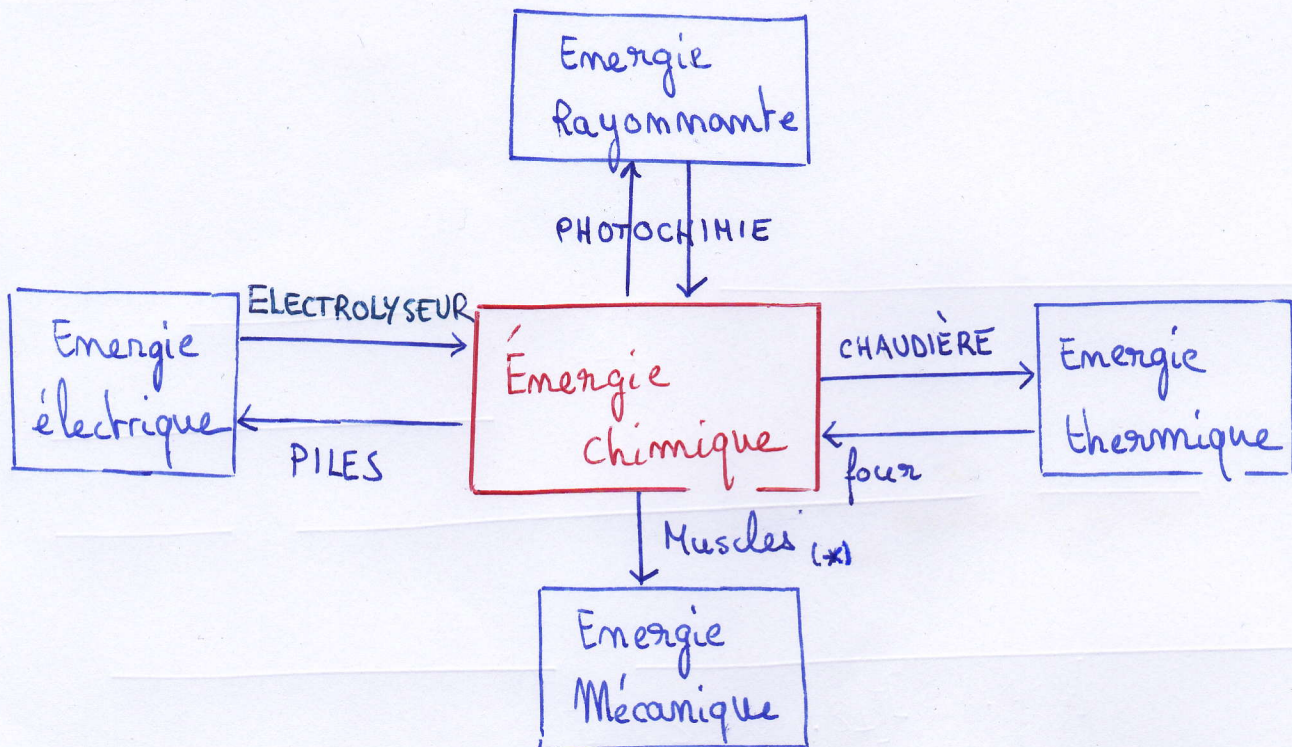 Energie
Rayonnante
PHOTOCHIMIE
ELECTROLYSEUR
Energie
électrique
PILES
Énergie
chimique
CHAUDIÈRE
four
Energie
thermique
Muscles (*)
Energie
Mécanique